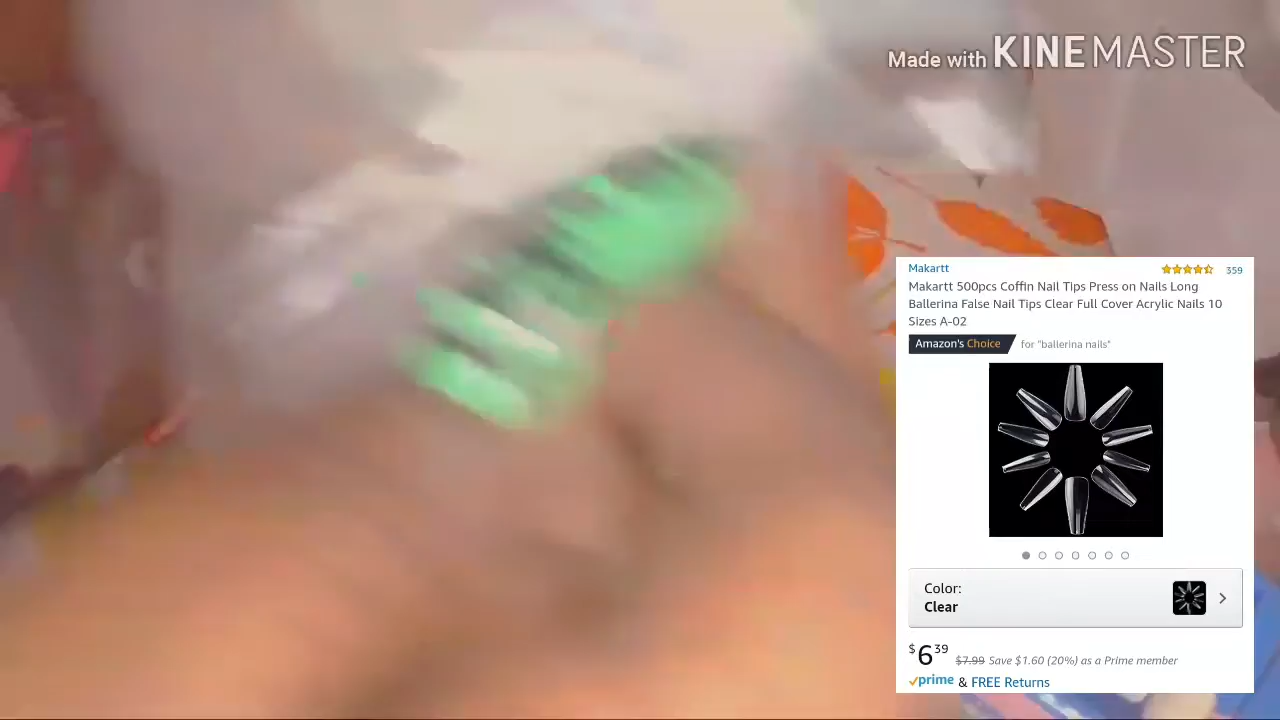 Made with KINEMASTER
Makartt 359
Makartt 500pcs Coffin Nail Tips Press on Nails Long
Ballerina False Nail Tips Clear Full Cover Acrylic Nails 10
Sizes A-02
Amazon's Choice for "ballerina nails"
Color:
Clear
$6 39 $7.99 Save $1.60 (20%) as a Prime member
prime & FREE Returns